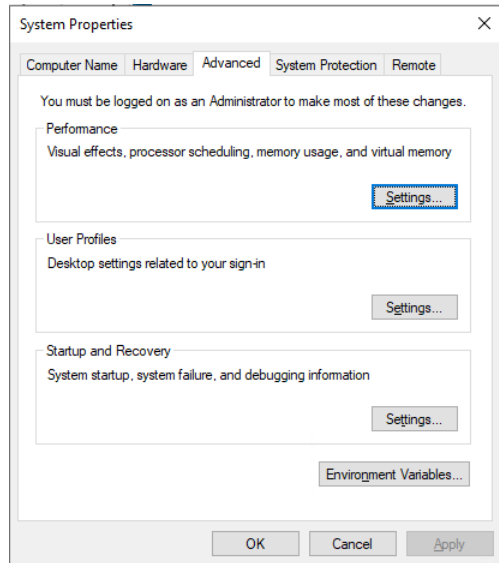 System Properties
Computer Name Hardware Advanced System Protection Remote
You must be logged on as an Administrator to make most of these changes.
Performance
Visual effects, processor scheduling, memory usage, and virtual memory
Settings...
User Profiles
Desktop settings related to your sign-in
Settings...
Startup and Recovery
System startup, system failure, and debugging information
Settings...
Environment Variables...
OK Cancel Apply